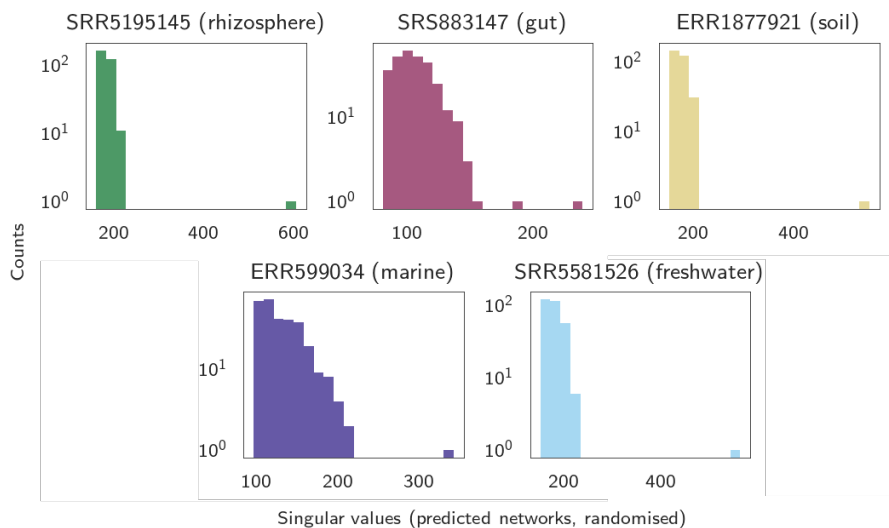 SRR5195145 (rhizosphere)
SRS883147 (gut)
ERR1877921 (soil)
10²
10¹
10⁰
200 400 600
10¹
10⁰
100 200
10²
10¹
10⁰
200 400
Counts
ERR599034 (marine)
SRR5581526 (freshwater)
10¹
10⁰
100 200 300
10²
10¹
10⁰
200 400
Singular values (predicted networks, randomised)